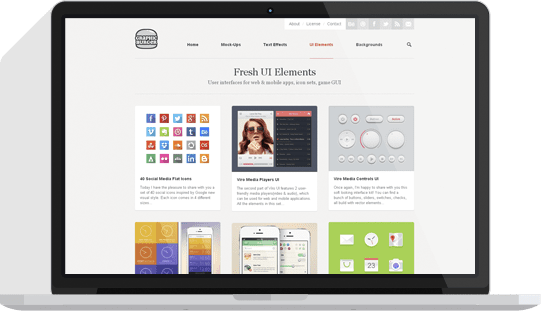 About License Contact
GRAPHIC
BURGER
Home Mock-Ups Text Effects UI Elements Backgrounds
Fresh UI Elements
User interfaces for web & mobile apps, icon sets, game GUI
40 Social Media Flat Icons
Today I have the pleasure to share with you a
set of 40 social icons inspired by Google new
visual style. Each icon comes in 4 different
sizes...
Vire Media Players UI
The second part of the UI features 2 user
friendly media players(video & audio), which
can be used for web and mobile applications
All the elements in this set ...
Vire Media Controls UI
Once again, I'm happy to share with you this
soft looking interface kit! You can find a
bunch of buttons, sliders, switches, charts,
all build with vector elements...
23